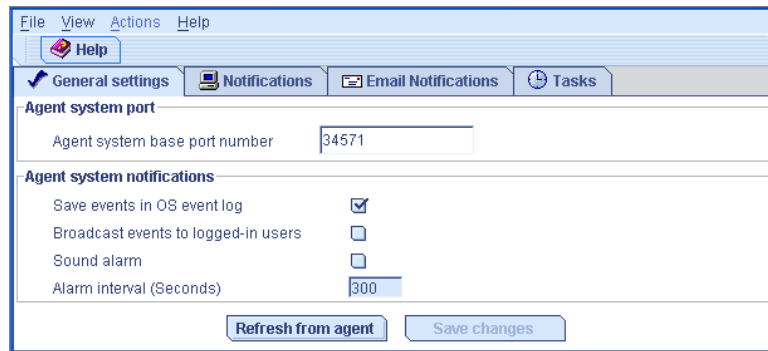 File View Actions Help
Help
General settings Notifications Email Notifications Tasks
Agent system port
Agent system base port number 34571
Agent system notifications
Save events in OS event log
Broadcast events to logged-in users
Sound alarm
Alarm interval (Seconds) 300
Refresh from agent Save changes